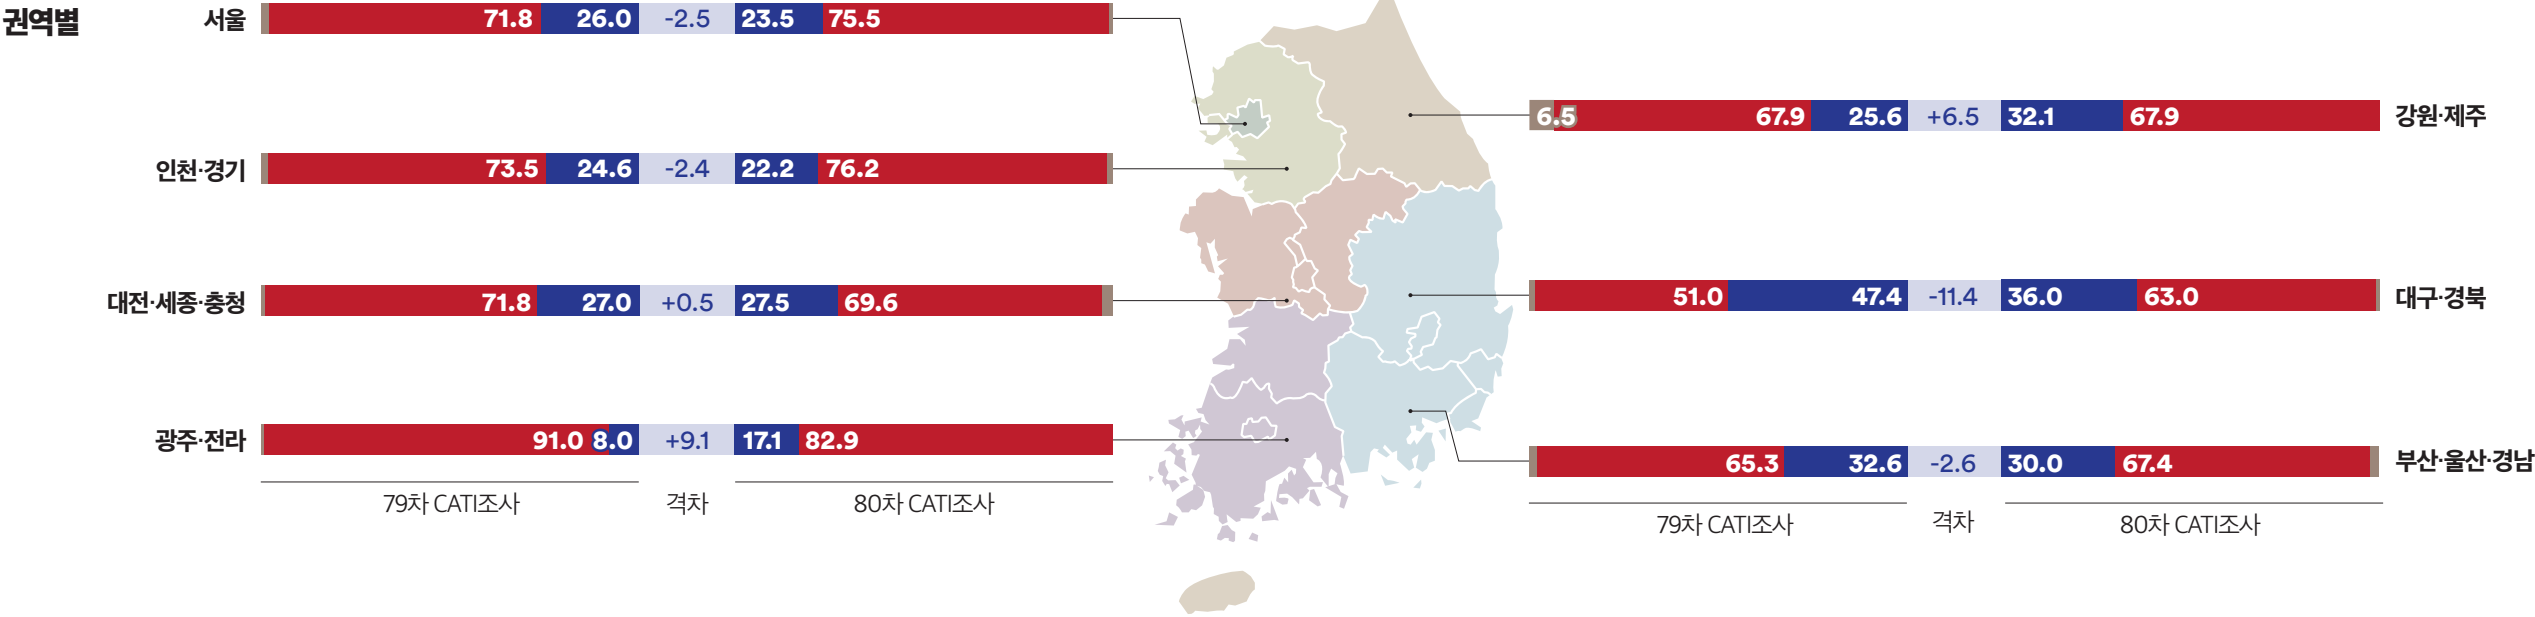 권역별
서울 71.8 26.0 -2.5 23.5 75.5
인천·경기 73.5 24.6 -2.4 22.2 76.2
대전·세종·충청 71.8 27.0 +0.5 27.5 69.6
광주·전라 91.0 8.0 +9.1 17.1 82.9
79차 CATI조사 격차 80차 CATI조사
6.5 67.9 25.6 +6.5 32.1 67.9 강원·제주
51.0 47.4 -11.4 36.0 63.0 대구·경북
65.3 32.6 -2.6 30.0 67.4 부산·울산·경남
79차 CATI조사 격차 80차 CATI조사